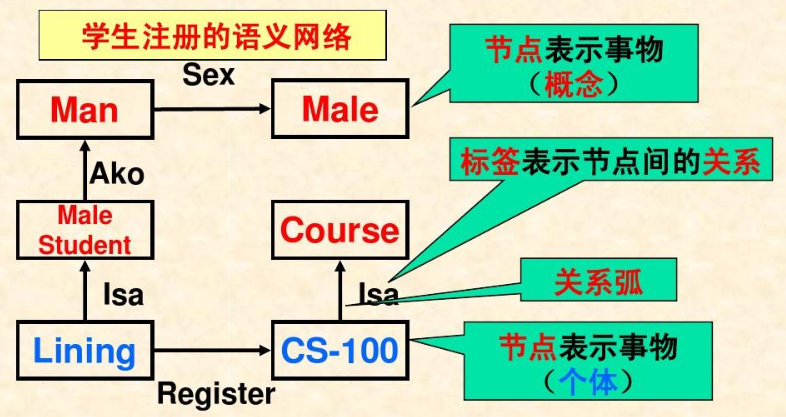 学生注册的语义网络
Sex
Man
Male
节点表示事物
（概念）
Ako
标签表示节点间的关系
Male
Student
Course
Isa
Isa
关系弧
Lining
CS-100
节点表示事物
（个体）
Register